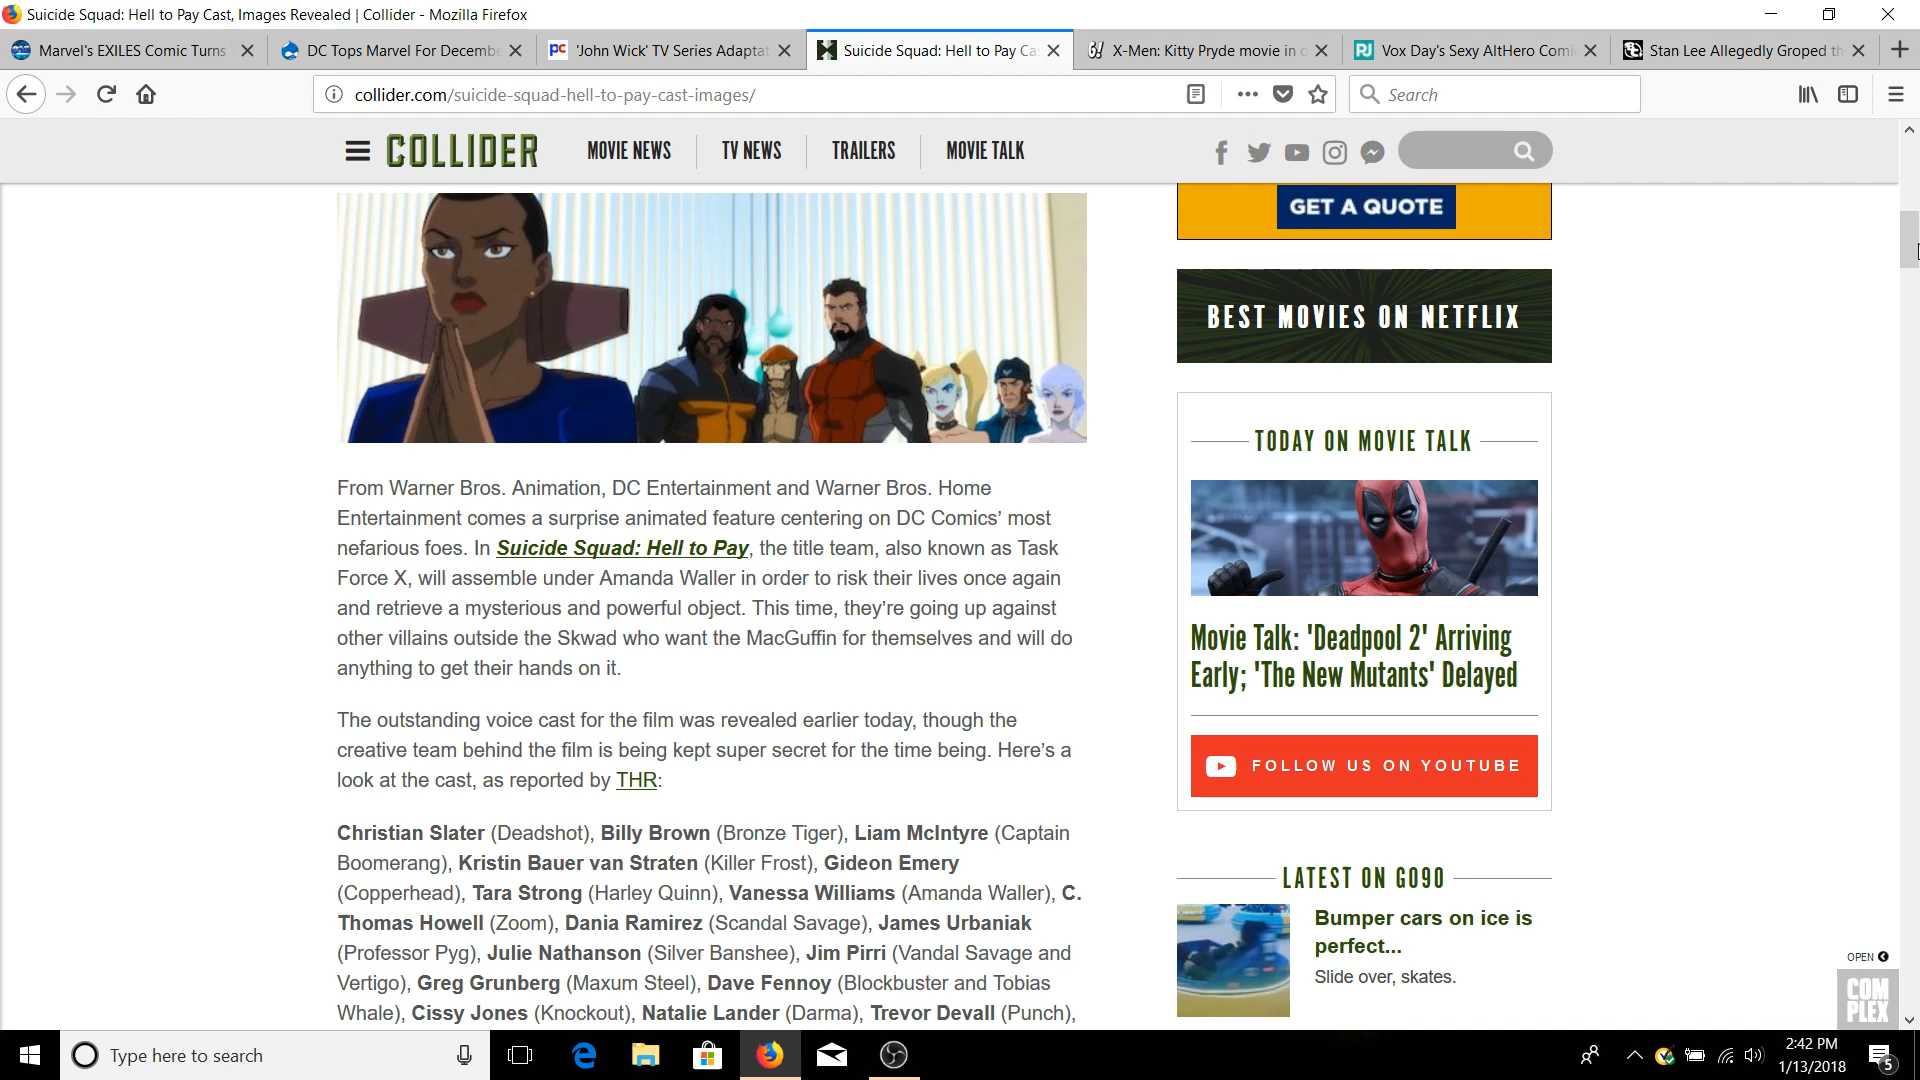 Suicide Squad: Hell to Pay Cast, Images Revealed | Collider - Mozilla Firefox
Marvel's EXILES Comic Turns
DC Tops Marvel For Decembe
pc 'John Wick' TV Series Adaptat
Suicide Squad: Hell to Pay Ca
X-Men: Kitty Pryde movie in
RJ Vox Day's Sexy AltHero Comi
Stan Lee Allegedly Groped th
collider.com/suicide-squad-hell-to-pay-cast-images/
Search
COLLIDER
MOVIE NEWS
TV NEWS
TRAILERS
MOVIE TALK
GET A QUOTE
BEST MOVIES ON NETFLIX
TODAY ON MOVIE TALK
Movie Talk: 'Deadpool 2' Arriving
Early; 'The New Mutants' Delayed
FOLLOW US ON YOUTUBE
LATEST ON GO90
Bumper cars on ice is
perfect...
Slide over, skates.
From Warner Bros. Animation, DC Entertainment and Warner Bros. Home
Entertainment comes a surprise animated feature centering on DC Comics’ most
nefarious foes. In Suicide Squad: Hell to Pay, the title team, also known as Task
Force X, will assemble under Amanda Waller in order to risk their lives once again
and retrieve a mysterious and powerful object. This time, they’re going up against
other villains outside the Skwad who want the MacGuffin for themselves and will do
anything to get their hands on it.
The outstanding voice cast for the film was revealed earlier today, though the
creative team behind the film is being kept super secret for the time being. Here’s a
look at the cast, as reported by THR:
Christian Slater (Deadshot), Billy Brown (Bronze Tiger), Liam McIntyre (Captain
Boomerang), Kristin Bauer van Straten (Killer Frost), Gideon Emery
(Copperhead), Tara Strong (Harley Quinn), Vanessa Williams (Amanda Waller), C.
Thomas Howell (Zoom), Dania Ramirez (Scandal Savage), James Urbaniak
(Professor Pyg), Julie Nathanson (Silver Banshee), Jim Pirri (Vandal Savage and
Vertigo), Greg Grunberg (Maxum Steel), Dave Fennoy (Blockbuster and Tobias
Whale), Cissy Jones (Knockout), Natalie Lander (Darma), Trevor Devall (Punch),
OPEN
COM
PLEX
Type here to search
2:42 PM
1/13/2018
5